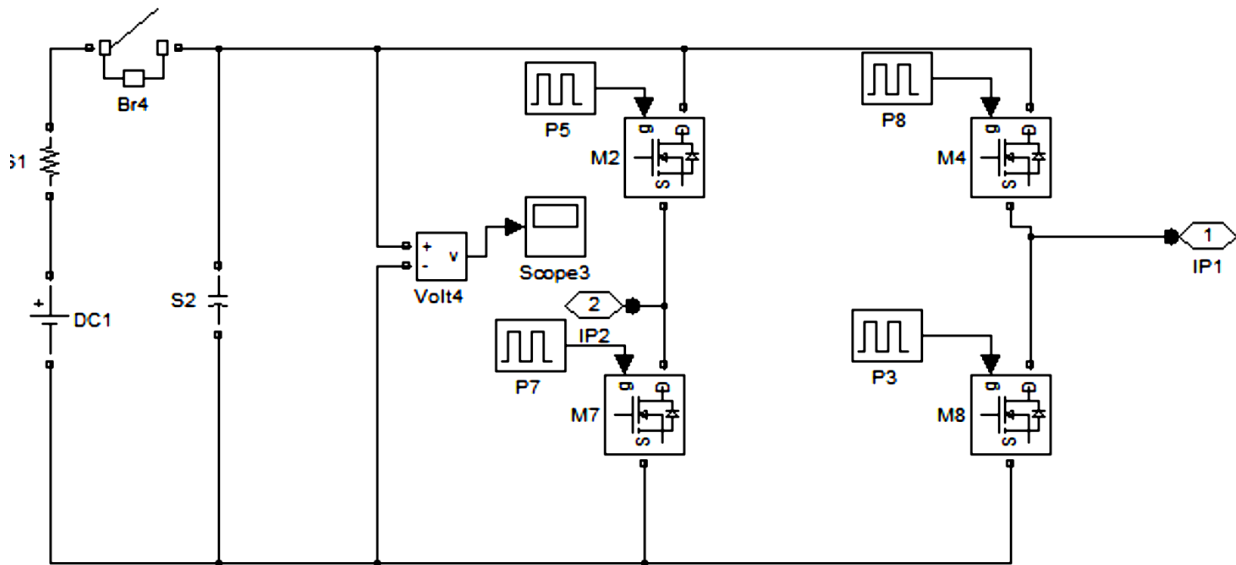 Br4
P5
P8
g
D
S
M2
g
D
S
M4
S1
+
-
v
Volt4
Scope3
1
IP1
+
DC1
S2
2
IP2
P7
P3
g
D
S
M7
g
D
S
M8